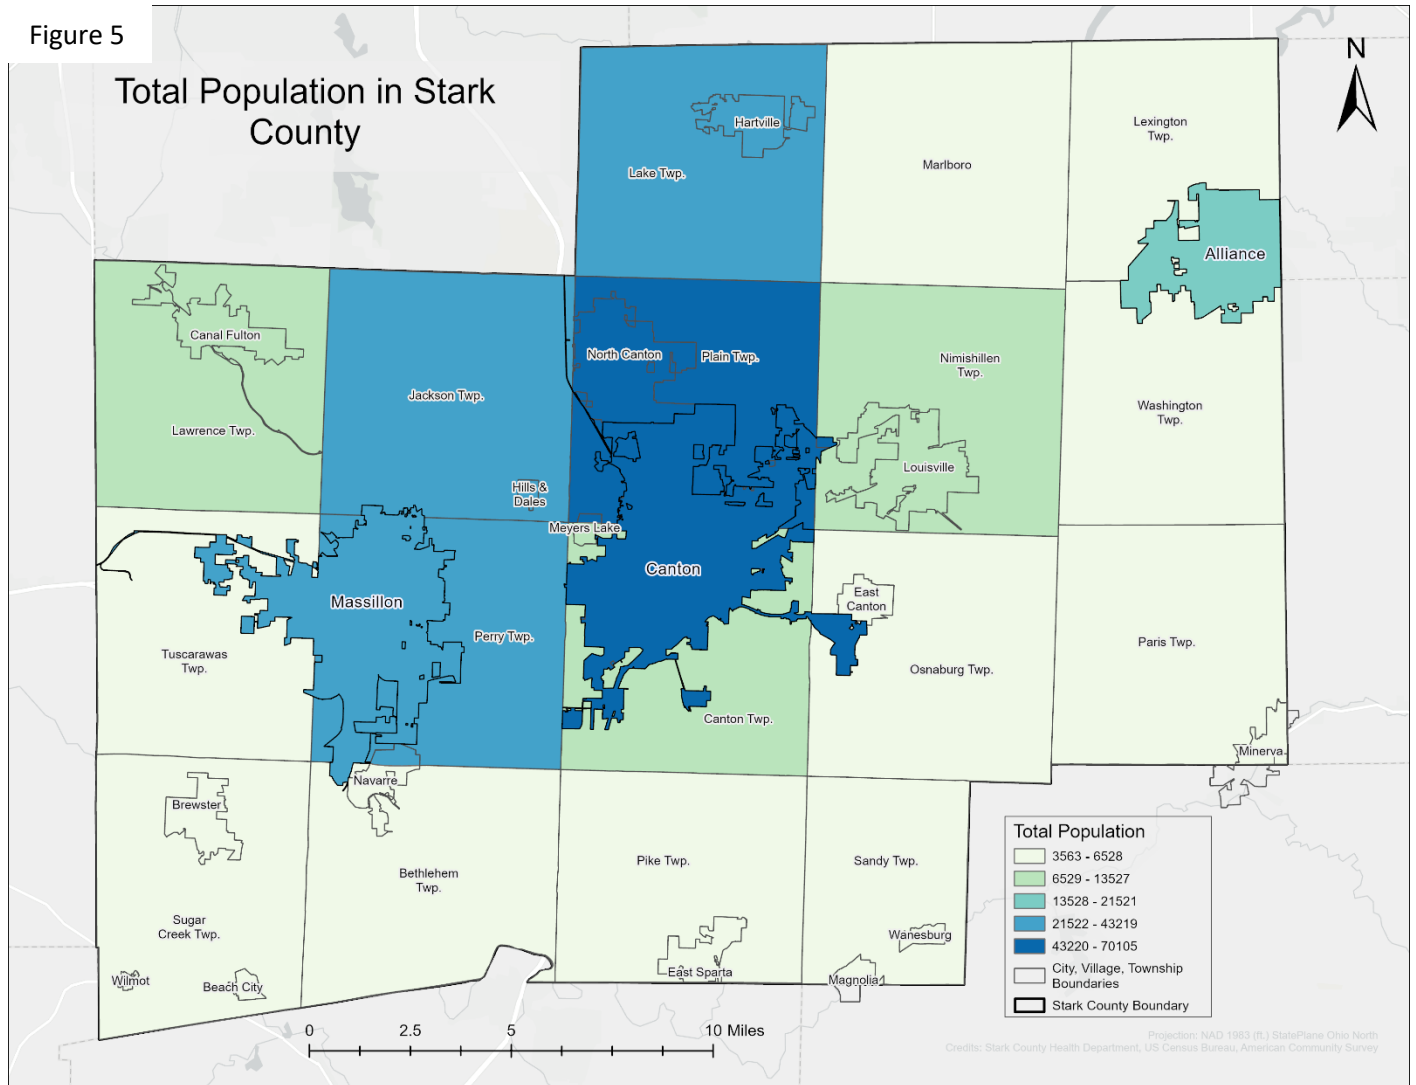 Figure 5
Total Population in Stark
County
N
Hartville
Lake Twp.
Marlboro
Lexington
Twp.
Alliance
Canal Fulton
Lawrence Twp.
Jackson Twp.
North Canton
Plain Twp.
Nimishillen
Twp.
Washington
Twp.
Louisville
Hills &
Dales
Meyers Lake
Canton
Massillon
Perry Twp.
East
Canton
Tuscarawas
Twp.
Osnaburg Twp.
Paris Twp.
Canton Twp.
Minerva
Navarre
Brewster
Bethlehem
Twp.
Pike Twp.
Sandy Twp.
Sugar
Creek Twp.
Wilmot
Beach City
East Sparta
Wanesburg
Magnolia
Total Population
3563 - 6528
6529 - 13527
13528 - 21521
21522 - 43219
43220 - 70105
City, Village, Township
Boundaries
Stark County Boundary
0 2.5 5 10 Miles
Projection: NAD 1983 (ft.) StatePlane Ohio North
Credits: Stark County Health Department, US Census Bureau, American Community Survey